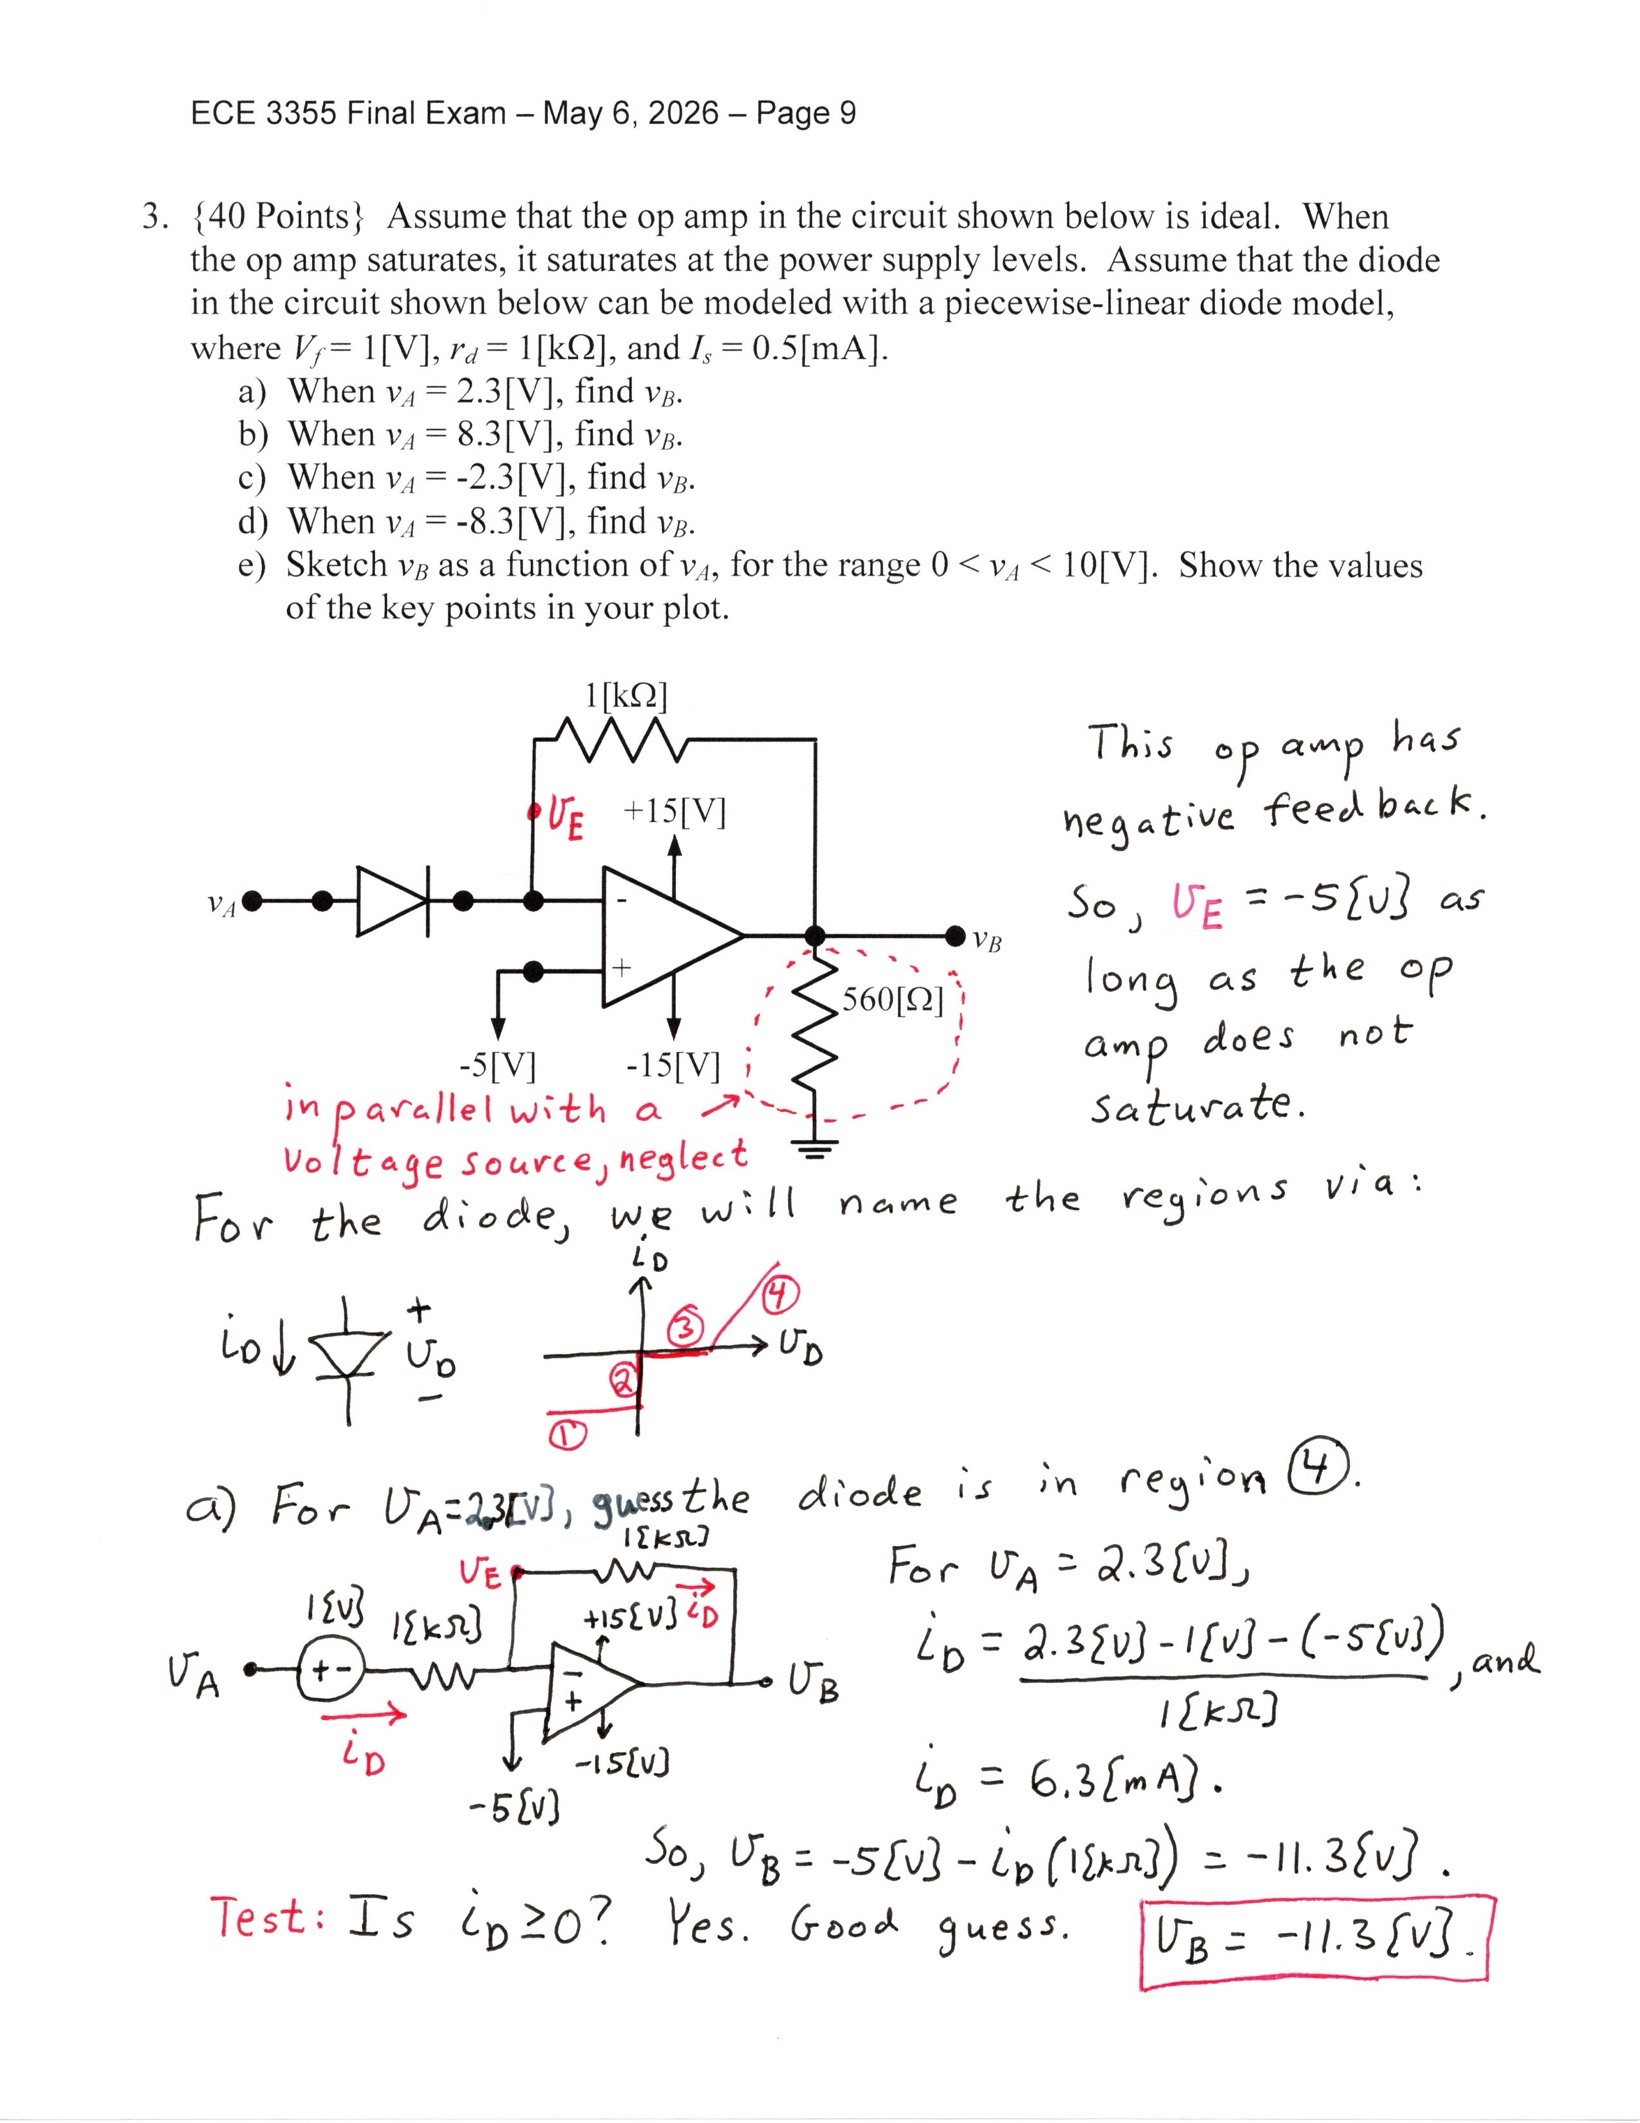 ECE 3355 Final Exam – May 6, 2026 – Page 9
3. {40 Points} Assume that the op amp in the circuit shown below is ideal. When
the op amp saturates, it saturates at the power supply levels. Assume that the diode
in the circuit shown below can be modeled with a piecewise-linear diode model,
where Vf = 1[V], rd = 1[kΩ], and Is = 0.5[mA].
a) When vA = 2.3[V], find vB.
b) When vA = 8.3[V], find vB.
c) When vA = -2.3[V], find vB.
d) When vA = -8.3[V], find vB.
e) Sketch vB as a function of vA, for the range 0 < vA < 10[V]. Show the values
of the key points in your plot.
1[kΩ]
vE
+15[V]
vA
-
+
vB
560[Ω]
-5[V]
-15[V]
This op amp has
negative feedback.
So, vE = -5[V] as
long as the op
amp does not
saturate.
in parallel with a
voltage source, neglect
For the diode, we will name the regions via:
iD
iD
+
vD
-
vD
①
②
③
④
a) For vA=2.3[V], guess the diode is in region ④.
1[kΩ]
vE
1[V]
1[kΩ]
+15[V]
iD
vA
+ -
-
+
vB
iD
-15[V]
-5[V]
For vA = 2.3[V],
iD = 2.3[V] - 1[V] - (-5[V]), and
1[kΩ]
iD = 6.3[mA].
So, vB = -5[V] - iD(1[kΩ]) = -11.3[V].
Test: Is iD ≥ 0? Yes. Good guess.
vB = -11.3[V].